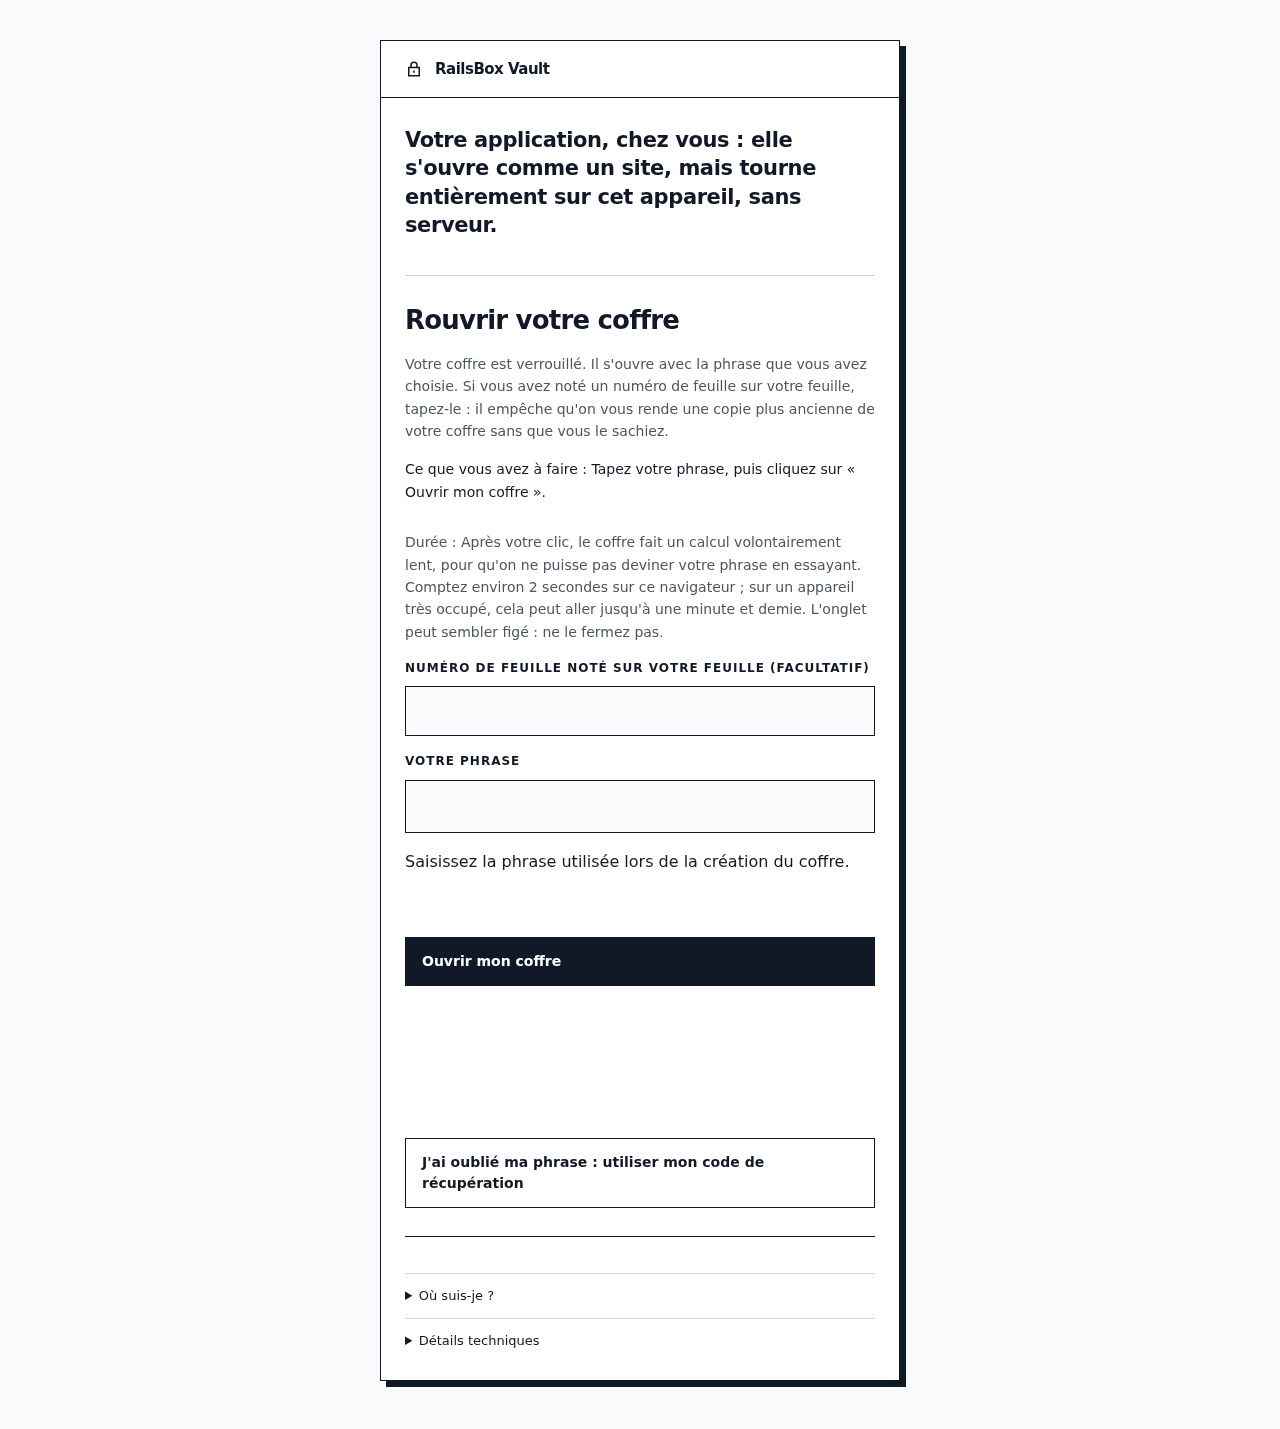 RailsBox Vault
Votre application, chez vous : elle
s'ouvre comme un site, mais tourne
entièrement sur cet appareil, sans
serveur.
Rouvrir votre coffre
Votre coffre est verrouillé. Il s'ouvre avec la phrase que vous avez
choisie. Si vous avez noté un numéro de feuille sur votre feuille,
tapez-le : il empêche qu'on vous rende une copie plus ancienne de
votre coffre sans que vous le sachiez.
Ce que vous avez à faire : Tapez votre phrase, puis cliquez sur «
Ouvrir mon coffre ».
Durée : Après votre clic, le coffre fait un calcul volontairement
lent, pour qu'on ne puisse pas deviner votre phrase en essayant.
Comptez environ 2 secondes sur ce navigateur ; sur un appareil
très occupé, cela peut aller jusqu'à une minute et demie. L'onglet
peut sembler figé : ne le fermez pas.
NUMÉRO DE FEUILLE NOTÉ SUR VOTRE FEUILLE (FACULTATIF)
VOTRE PHRASE
Saisissez la phrase utilisée lors de la création du coffre.
Ouvrir mon coffre
J'ai oublié ma phrase : utiliser mon code de
récupération
Où suis-je ?
Détails techniques